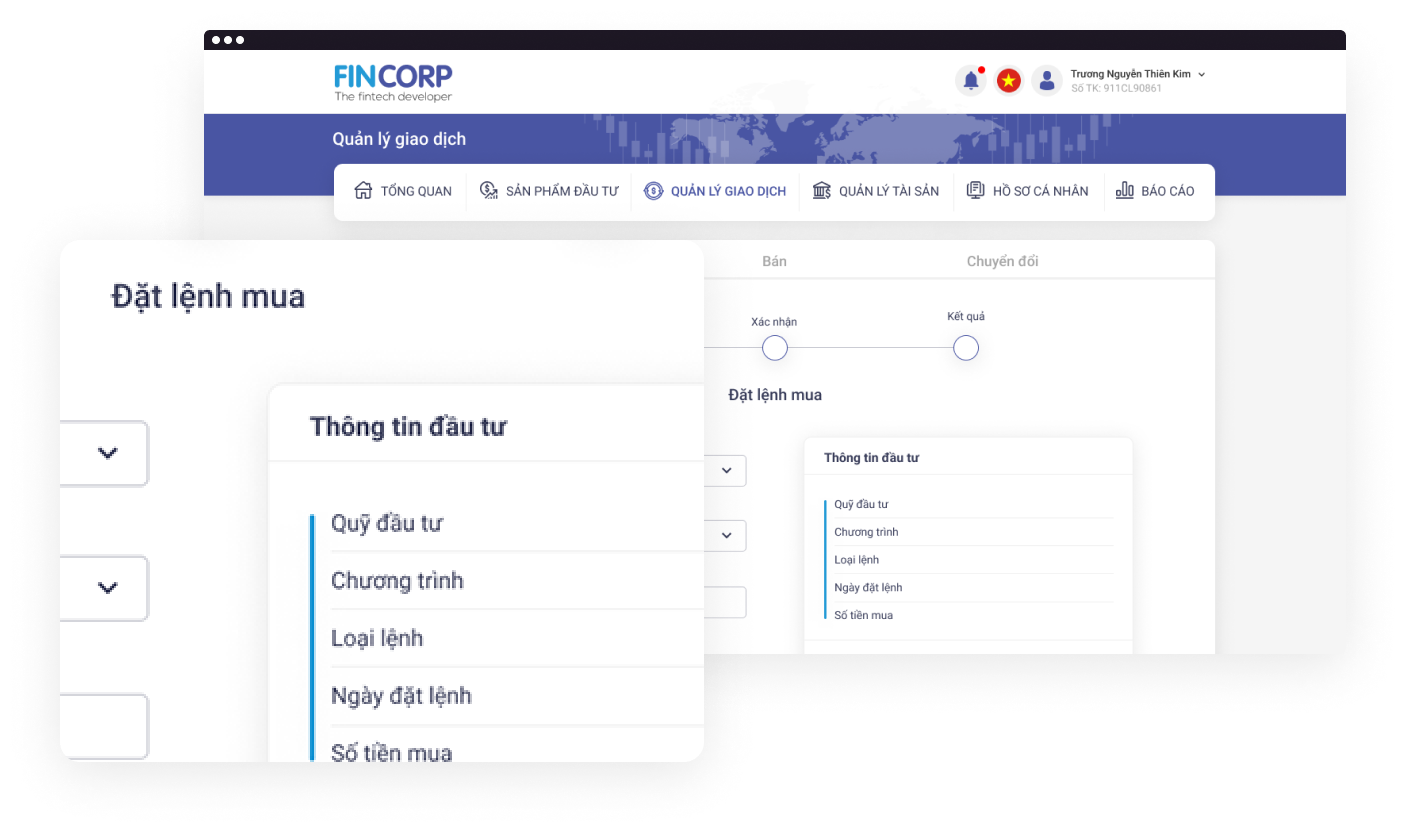 FINCORP
The fintech developer
Trương Nguyên Thiên Kim
Số TK: 911CL90861
Quản lý giao dịch
TỔNG QUAN
SẢN PHẨM ĐẦU TƯ
QUẢN LÝ GIAO DỊCH
QUẢN LÝ TÀI SẢN
HỒ SƠ CÁ NHÂN
BÁO CÁO
Bán
Chuyển đổi
Xác nhận
Kết quả
Đặt lệnh mua
Thông tin đầu tư
Quỹ đầu tư
Chương trình
Loại lệnh
Ngày đặt lệnh
Số tiền mua
Đặt lệnh mua
Thông tin đầu tư
Quỹ đầu tư
Chương trình
Loại lệnh
Ngày đặt lệnh
Số tiền mua